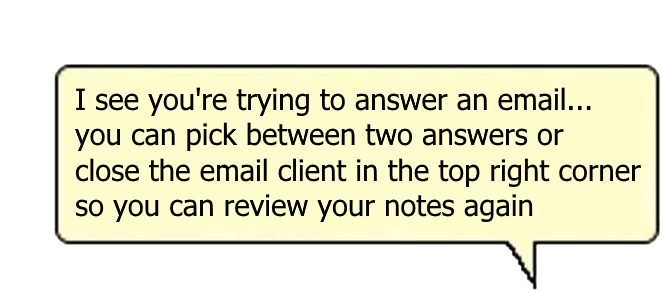 I see you're trying to answer an email...
you can pick between two answers or
close the email client in the top right corner
so you can review your notes again